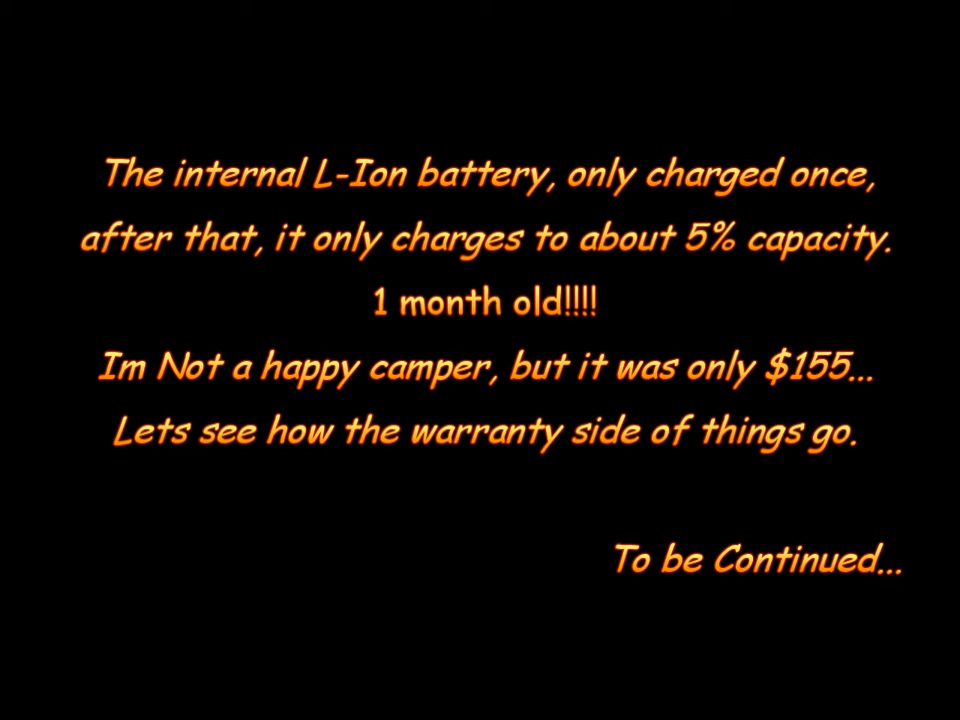 The internal L-Ion battery, only charged once,
after that, it only charges to about 5% capacity.
1 month old!!!!
Im Not a happy camper, but it was only $155...
Lets see how the warranty side of things go.
To be Continued...